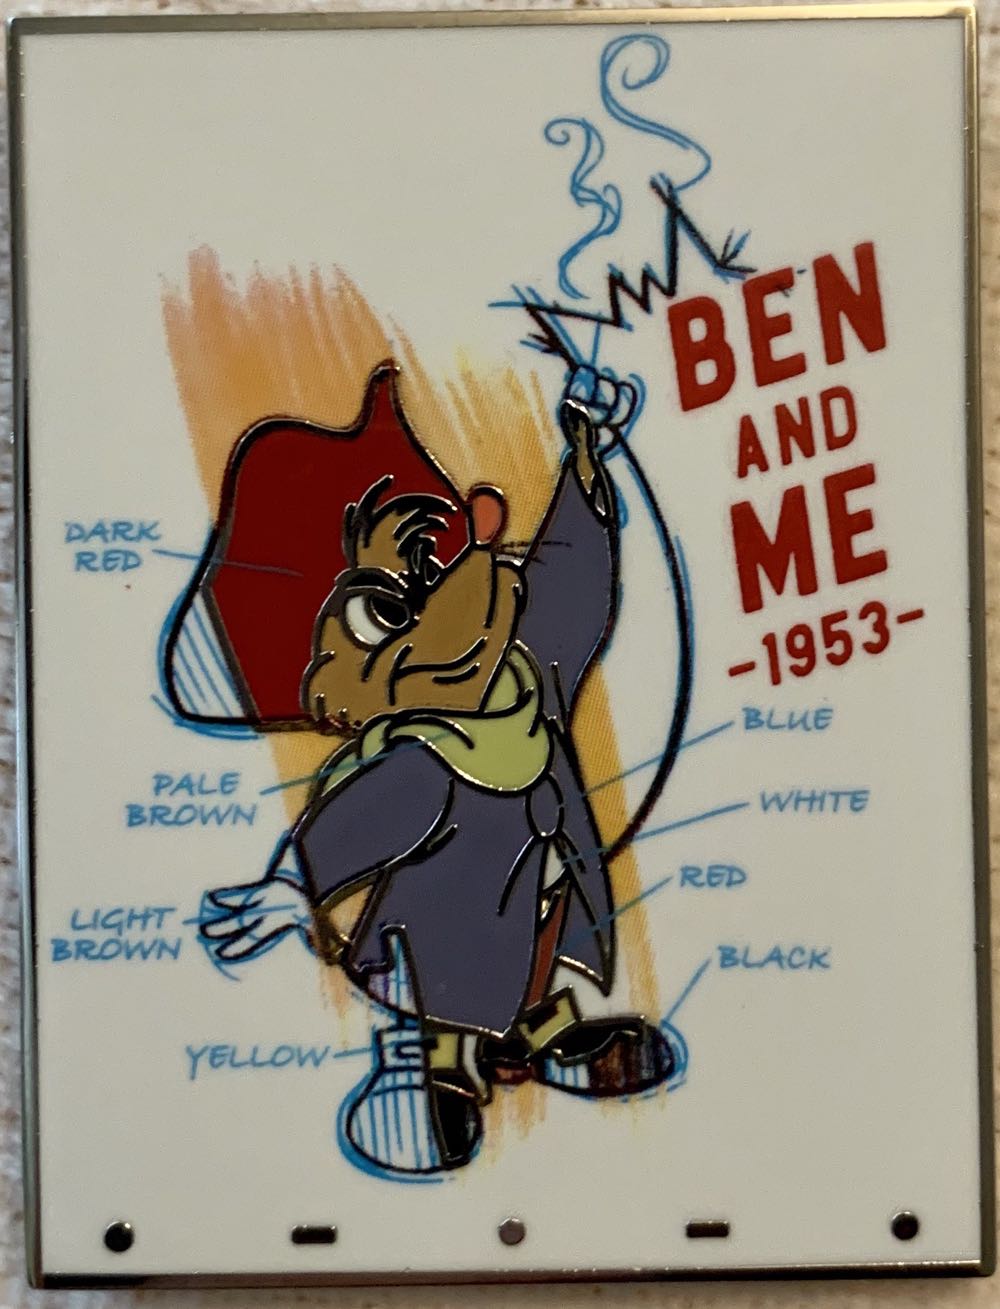 BEN
AND
ME
-1953-
DARK
RED
BLUE
PALE
BROWN
WHITE
RED
LIGHT
BROWN
BLACK
YELLOW